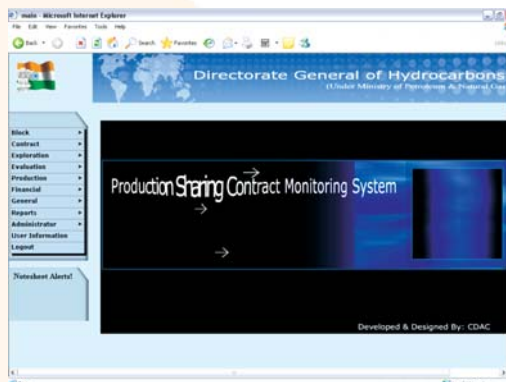 main - Microsoft Internet Explorer
File Edit View Favorites Tools Help
Back Search Favorites
Directorate General of Hydrocarbons
(Under Ministry of Petroleum & Natural Gas
Block
Contract
Exploration
Evaluation
Production
Financial
General
Reports
Administrator
User Information
Logout
Production Sharing Contract Monitoring System
Notesheet Alerts!
Developed & Designed By: CDAC